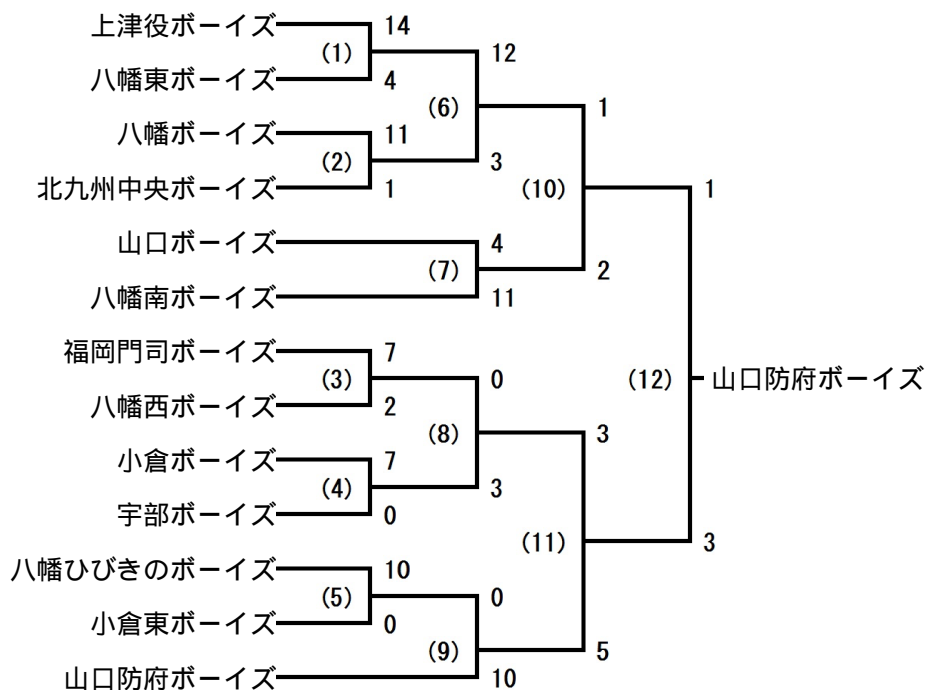 上津役ボーイズ 14
(1) 12
八幡東ボーイズ 4
(6) 1
八幡ボーイズ 11
(2) 3
北九州中央ボーイズ 1
(10) 1
山口ボーイズ 4
(7) 2
八幡南ボーイズ 11
福岡門司ボーイズ 7
(3) 0
(12) 山口防府ボーイズ
八幡西ボーイズ 2
(8) 3
小倉ボーイズ 7
(4) 3
宇部ボーイズ 0
(11) 3
八幡ひびきのボーイズ 10
(5) 0
小倉東ボーイズ 0
(9) 5
山口防府ボーイズ 10